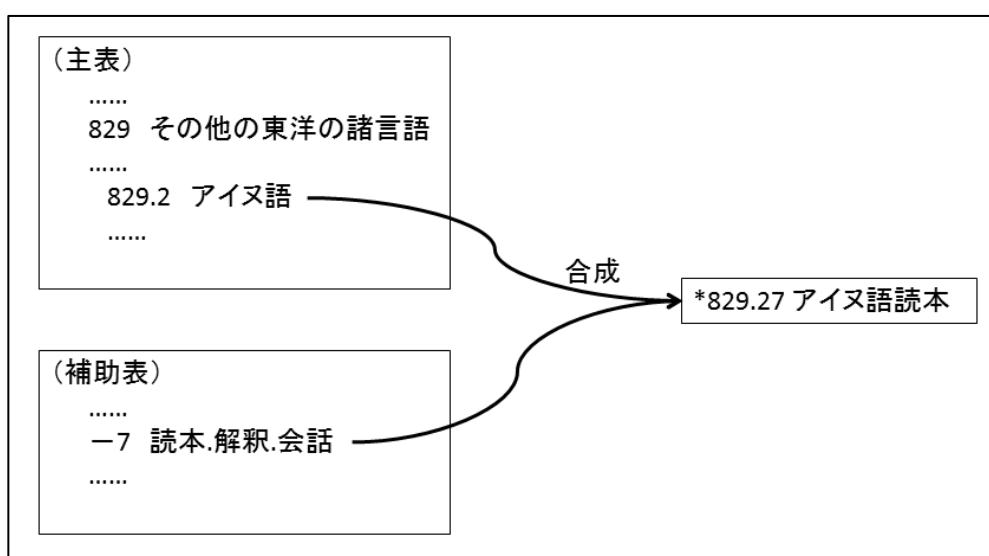 (主表)
……
829 その他の東洋の諸言語
……
829.2 アイヌ語
……
合成
*829.27 アイヌ語読本
(補助表)
……
ー7 読本.解釈.会話
……